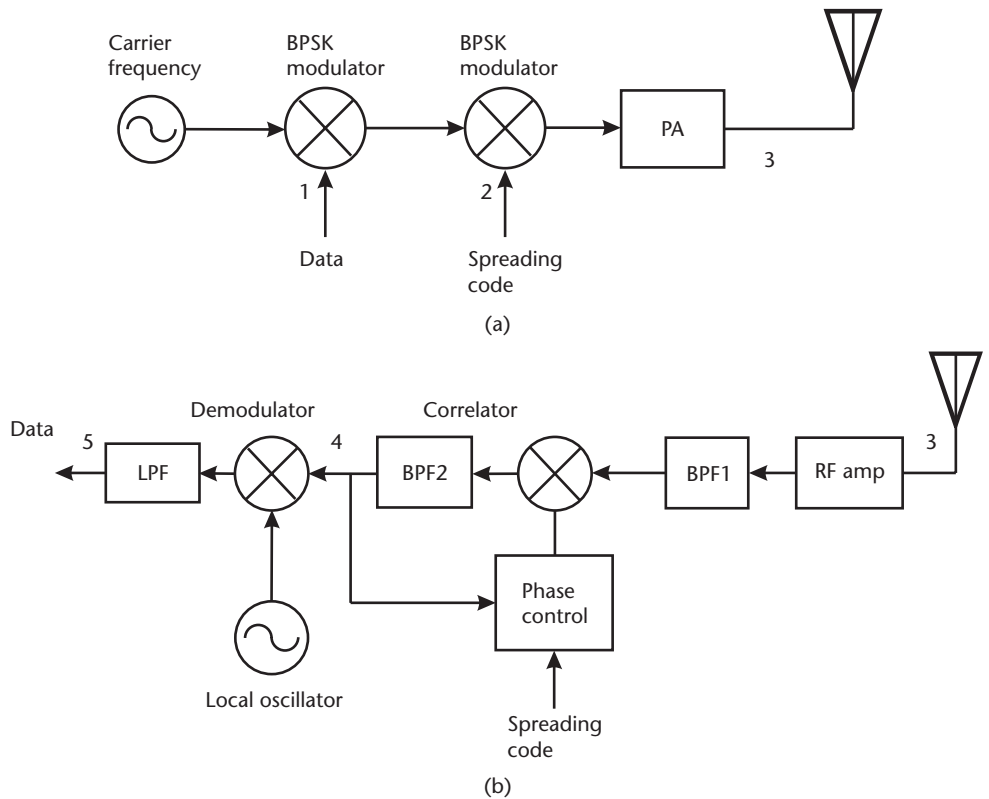 Carrier
frequency
BPSK
modulator
BPSK
modulator
PA
3
1
2
Data
Spreading
code
(a)
Demodulator
Correlator
Data
5
4
3
LPF
BPF2
BPF1
RF amp
Phase
control
Local oscillator
Spreading
code
(b)